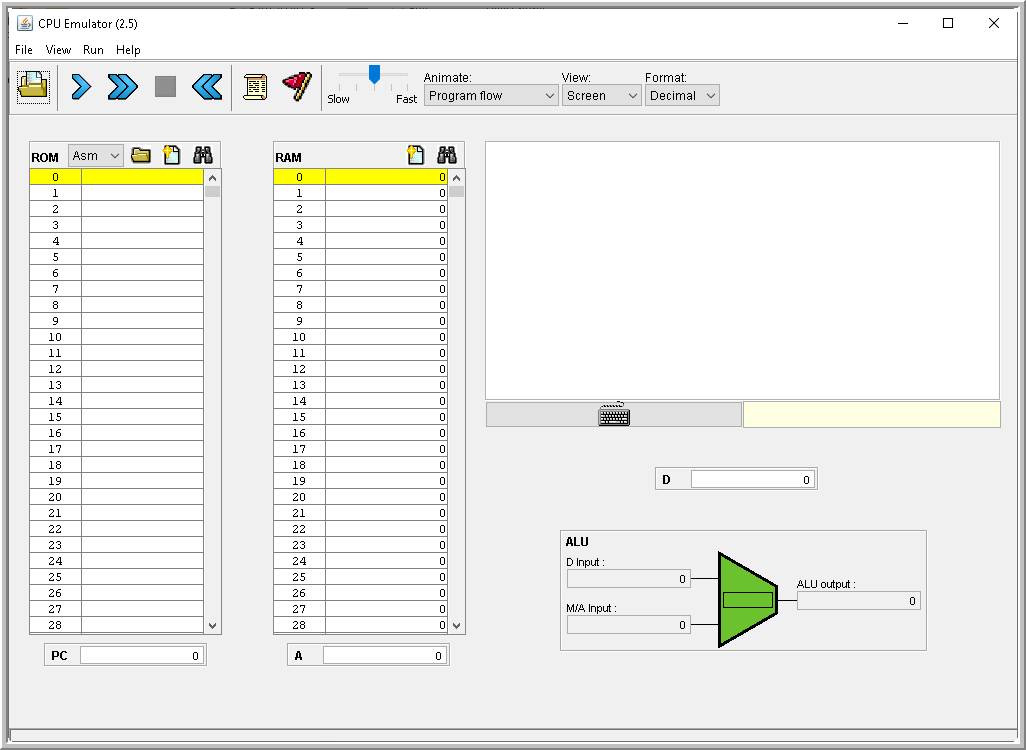 CPU Emulator (2.5)
File View Run Help
Animate: View: Format:
Slow Fast Program flow Screen Decimal
ROM Asm RAM
0 0 0
1 1 0
2 2 0
3 3 0
4 4 0
5 5 0
6 6 0
7 7 0
8 8 0
9 9 0
10 10 0
11 11 0
12 12 0
13 13 0
14 14 0
15 15 0
16 16 0
17 17 0
18 18 0
19 19 0
20 20 0
21 21 0
22 22 0
23 23 0
24 24 0
25 25 0
26 26 0
27 27 0
28 28 0
PC 0 A 0
D 0
ALU
D Input :
0
ALU output :
0
M/A Input :
0